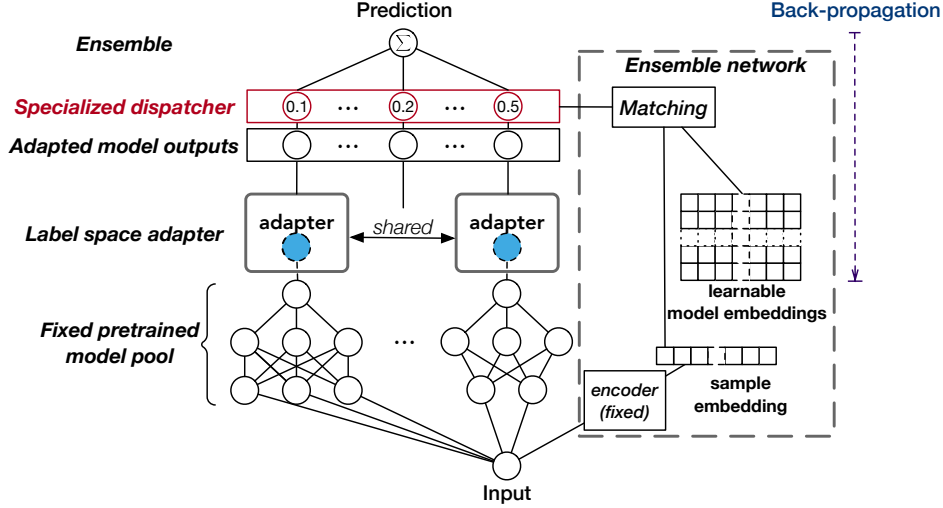 Prediction
Back-propagation
Ensemble
Σ
Ensemble network
Specialized dispatcher
0.1 ... 0.2 ... 0.5
Matching
Adapted model outputs
... ...
Label space adapter
adapter
shared
adapter
learnable
model embeddings
Fixed pretrained
model pool
...
sample
embedding
encoder
(fixed)
Input